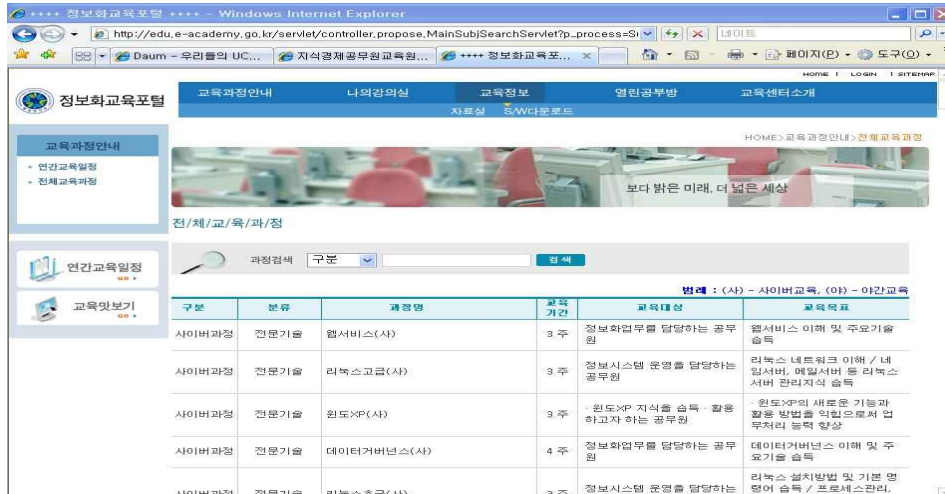 ++++ 정보화교육포털 ++++ - Windows Internet Explorer
http://edu.e-academy.go.kr/servlet/controller.propose.MainSubjSearchServlet?p_process=S
네이트
Daum - 우리들의 UC...
지식경제공무원교육원...
++++ 정보화교육포...
페이지(P)
도구(O)
HOME | LOGIN | SITEMAP
정보화교육포털
교육과정안내 나의강의실 교육정보 열린공부방 교육센터소개
자료실 S/W다운로드
교육과정안내
연간교육일정
전체교육과정
연간교육일정
GO
교육맛보기
GO
HOME>교육과정안내>전체교육과정
보다 밝은 미래, 더 넓은 세상
전/체/교/육/과/정
과정검색 구분 검색
범례 : (사) - 사이버교육, (야) - 야간교육
구분 분류 과정명 교육기간 교육대상 교육목표
사이버과정 전문기술 웹서비스(사) 3 주 정보화업무를 담당하는 공무원 웹서비스 이해 및 주요기술 습득
사이버과정 전문기술 리눅스고급(사) 3 주 정보시스템 운영을 담당하는 공무원 리눅스 네트워크 이해 / 네임서버, 메일서버 등 리눅스 서버 관리지식 습득
사이버과정 전문기술 윈도XP(사) 3 주 · 윈도XP 지식을 습득 · 활용하고자 하는 공무원 · 윈도XP의 새로운 기능과 활용 방법을 익힘으로써 업무처리 능력 향상
사이버과정 전문기술 데이터거버넌스(사) 4 주 정보화업무를 담당하는 공무원 데이터거버넌스 이해 및 주요기술 습득
사이버과정 전문기술 리눅스초급(사) 3 주 정보시스템 운영을 담당하는 리눅스 설치방법 및 기본 명령어 습득 / 프로세스관리,